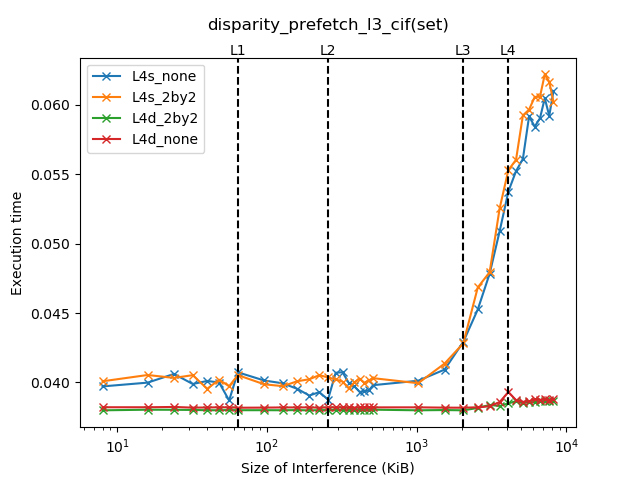 disparity_prefetch_l3_cif(set)
L1 L2 L3 L4
L4s_none
L4s_2by2
L4d_2by2
L4d_none
0.060
0.055
0.050
0.045
0.040
Execution time
10¹ 10² 10³ 10⁴
Size of Interference (KiB)